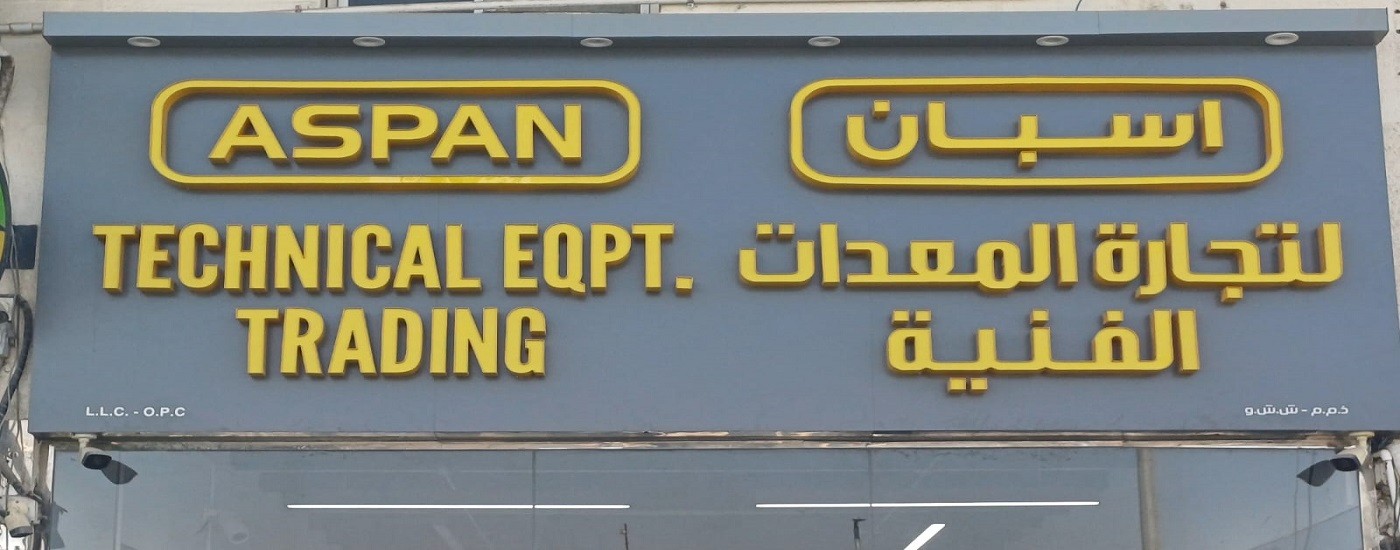 ASPAN
TECHNICAL EQPT.
TRADING
L.L.C. - O.P.C
اسبان
لتجارة المعدات
الفنية
ذ.م.م - ش.ش.و